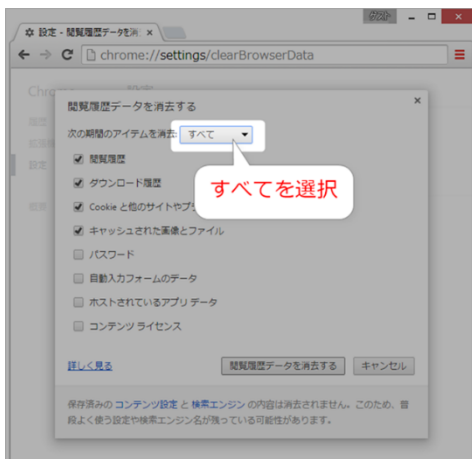 ゲスト
設定 - 閲覧履歴データを消 ×
chrome://settings/clearBrowserData
Chro
設定
履歴
設定
概要
閲覧履歴データを消去する
次の期間のアイテムを消去: すべて
閲覧履歴
ダウンロード履歴
すべてを選択
Cookie と他のサイトやプラ
キャッシュされた画像とファイル
パスワード
自動入力フォームのデータ
ホストされているアプリ データ
コンテンツ ライセンス
詳しく見る
閲覧履歴データを消去する
キャンセル
保存済みの コンテンツ設定 と 検索エンジン の内容は消去されません。このため、普
段よく使う設定や検索エンジン名が残っている可能性があります。